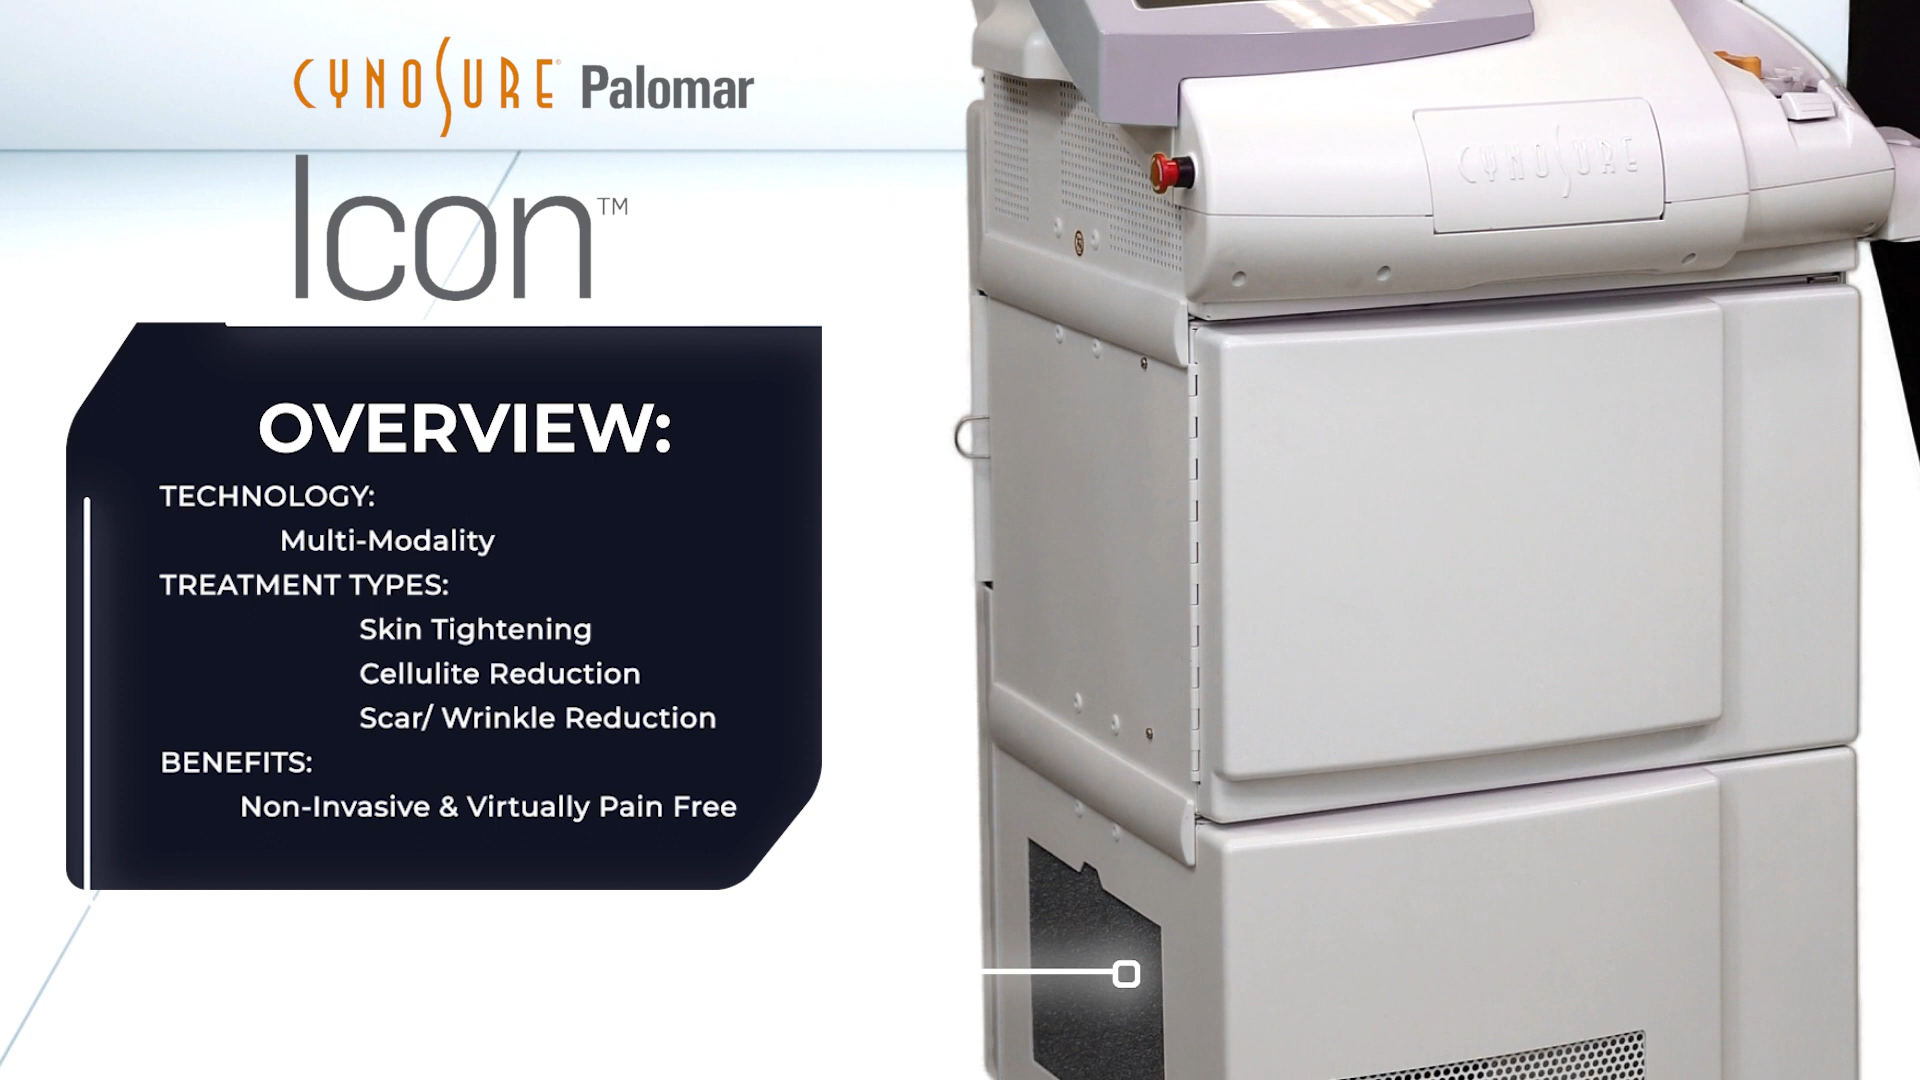 CYNOSURE® Palomar
Icon™
CYNOSURE
OVERVIEW:
TECHNOLOGY:
Multi-Modality
TREATMENT TYPES:
Skin Tightening
Cellulite Reduction
Scar/ Wrinkle Reduction
BENEFITS:
Non-Invasive & Virtually Pain Free